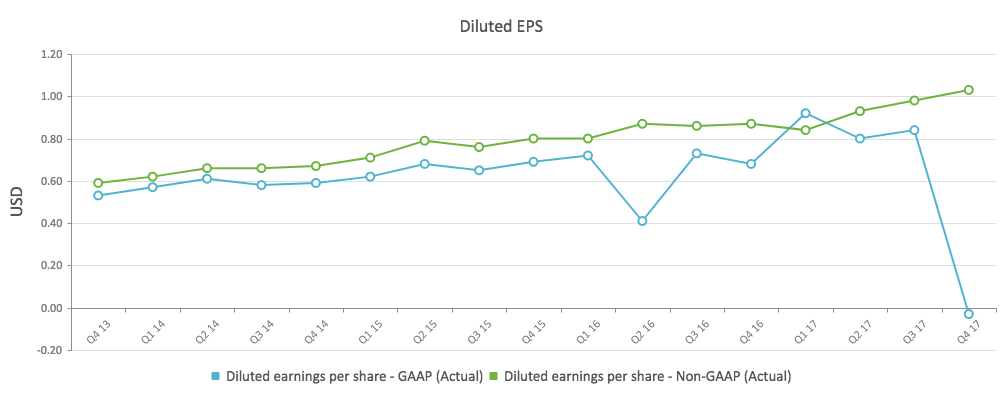 Diluted EPS
1.20
1.00
0.80
0.60
0.40
0.20
0.00
-0.20
USD
Q4 13 Q1 14 Q2 14 Q3 14 Q4 14 Q1 15 Q2 15 Q3 15 Q4 15 Q1 16 Q2 16 Q3 16 Q4 16 Q1 17 Q2 17 Q3 17 Q4 17
Diluted earnings per share - GAAP (Actual) Diluted earnings per share - Non-GAAP (Actual)